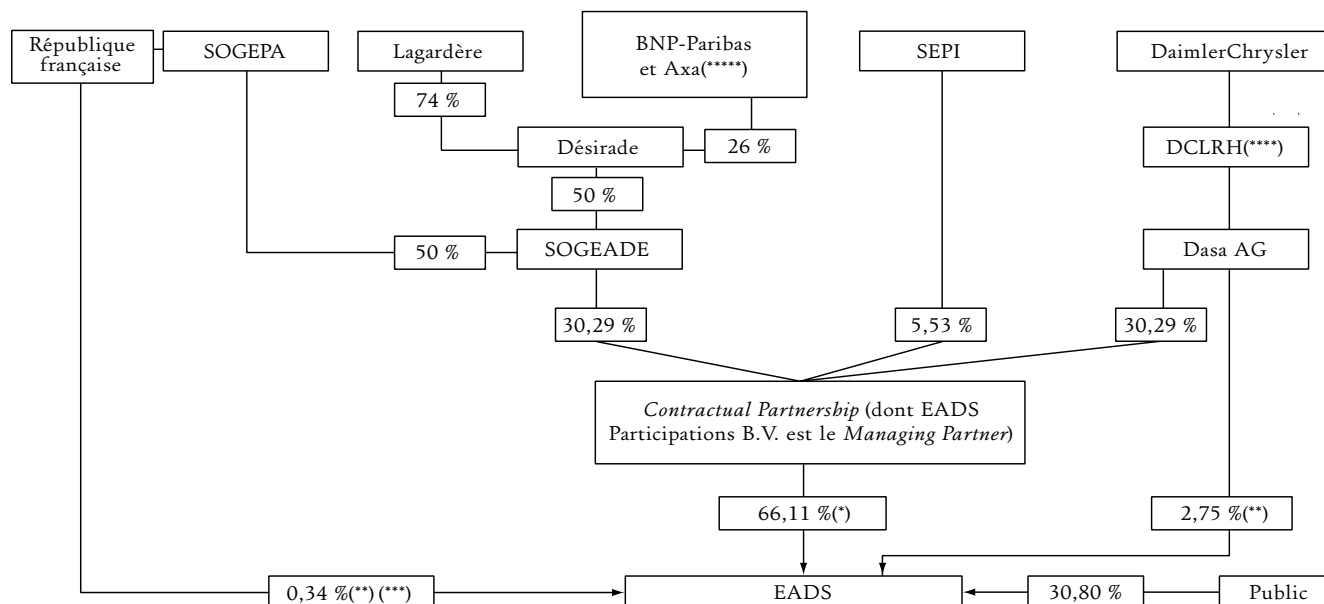 République
française
SOGEPA
Lagardère
BNP-Paribas
et Axa(*****)
SEPI
DaimlerChrysler
74 %
Désirade
26 %
DCLRH(****)
50 %
50 %
SOGEADE
Dasa AG
30,29 %
5,53 %
30,29 %
Contractual Partnership (dont EADS
Participations B.V. est le Managing Partner)
66,11 %(*)
2,75 %(**)
0,34 %(**) (***)
EADS
30,80 %
Public